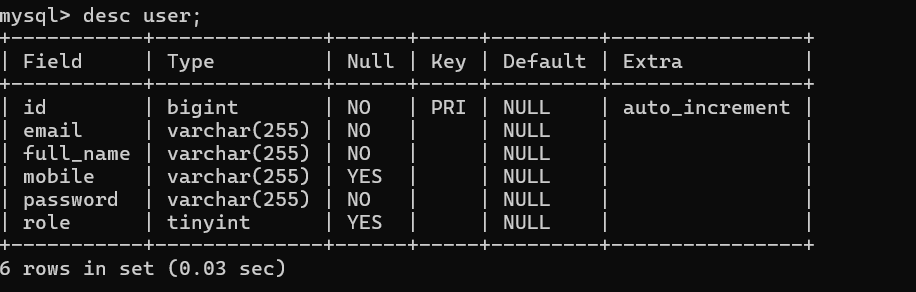 mysql> desc user;
+-----------+--------------+------+-----+---------+----------------+
| Field     | Type         | Null | Key | Default | Extra          |
+-----------+--------------+------+-----+---------+----------------+
| id        | bigint       | NO   | PRI | NULL    | auto_increment |
| email     | varchar(255) | NO   |     | NULL    |                |
| full_name | varchar(255) | NO   |     | NULL    |                |
| mobile    | varchar(255) | YES  |     | NULL    |                |
| password  | varchar(255) | NO   |     | NULL    |                |
| role      | tinyint      | YES  |     | NULL    |                |
+-----------+--------------+------+-----+---------+----------------+
6 rows in set (0.03 sec)